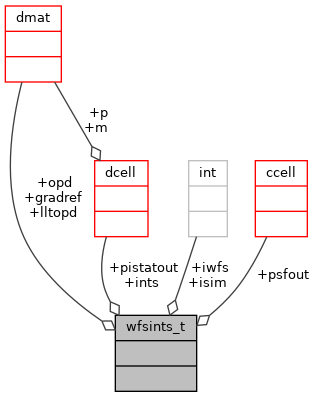 dmat
+p
+m
dcell
int
ccell
+opd
+gradref
+lltopd
+pistatout
+ints
+iwfs
+isim
+psfout
wfsints_t